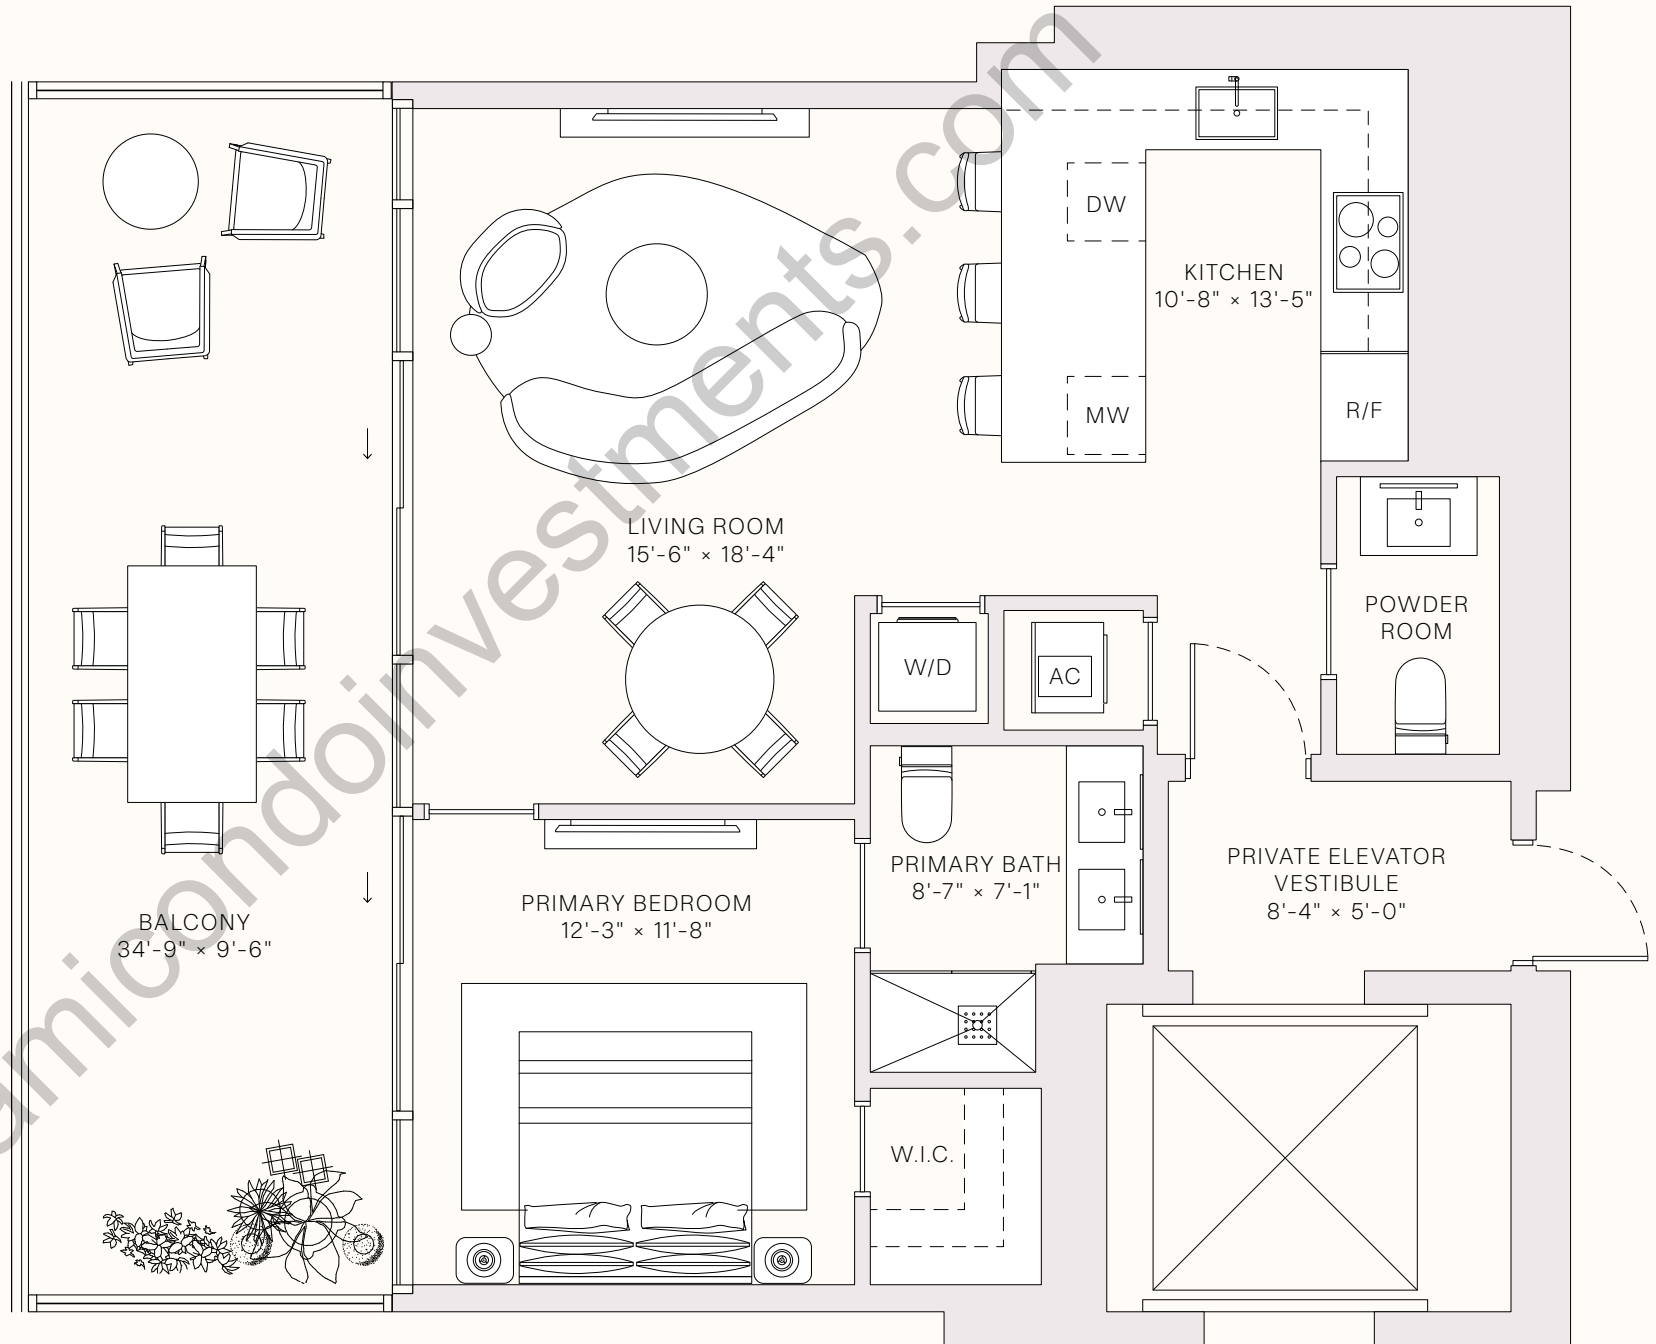 DW
KITCHEN
10'-8" × 13'-5"
MW
R/F
LIVING ROOM
15'-6" × 18'-4"
POWDER
ROOM
W/D
AC
PRIMARY BATH
8'-7" × 7'-1"
PRIVATE ELEVATOR
VESTIBULE
8'-4" × 5'-0"
PRIMARY BEDROOM
12'-3" × 11'-8"
BALCONY
34'-9" × 9'-6"
W.I.C.
amicondoinvestments.com